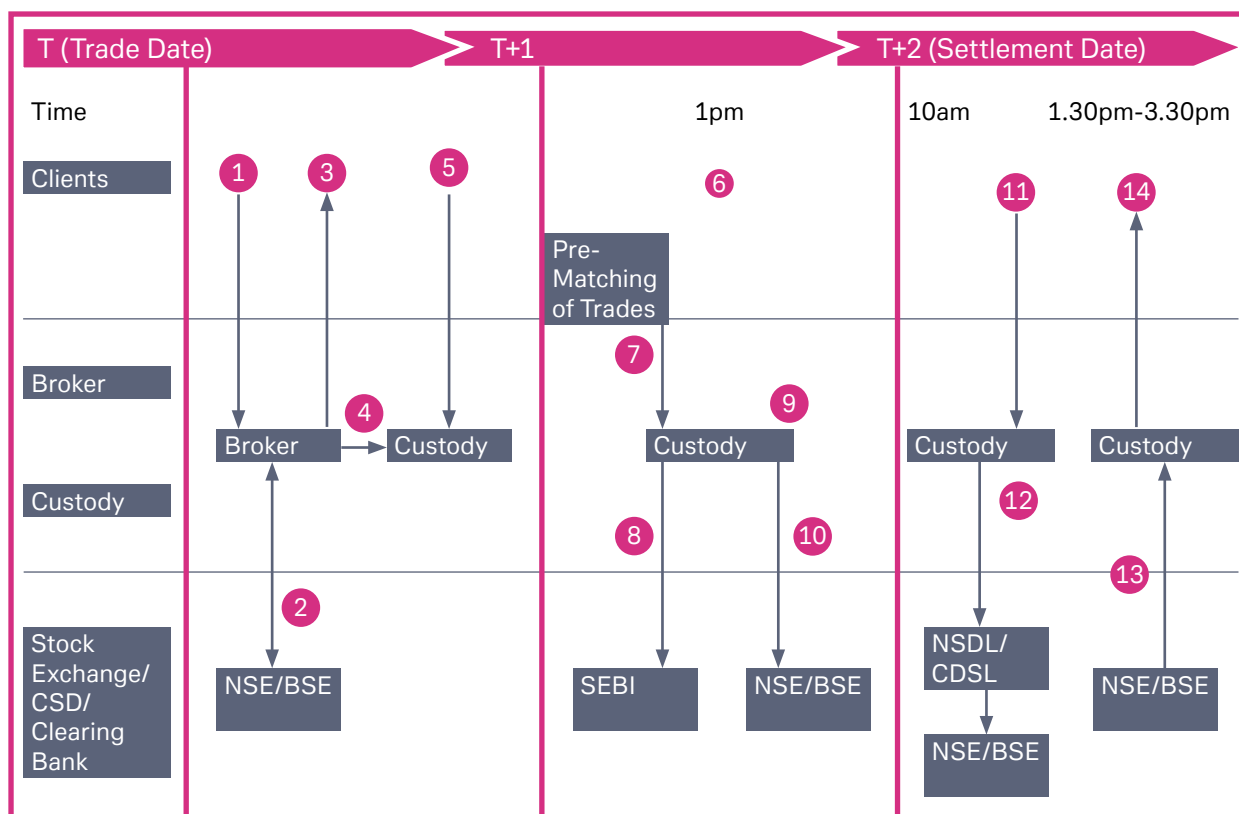 T (Trade Date)
T+1
T+2 (Settlement Date)
Time
1pm
10am
1.30pm-3.30pm
Clients
1
3
5
6
11
14
Pre-
Matching
of Trades
7
Broker
9
4
Broker
Custody
Custody
Custody
Custody
Custody
12
8
10
13
2
Stock
Exchange/
CSD/
Clearing
Bank
NSE/BSE
SEBI
NSE/BSE
NSDL/
CDSL
NSE/BSE
NSE/BSE